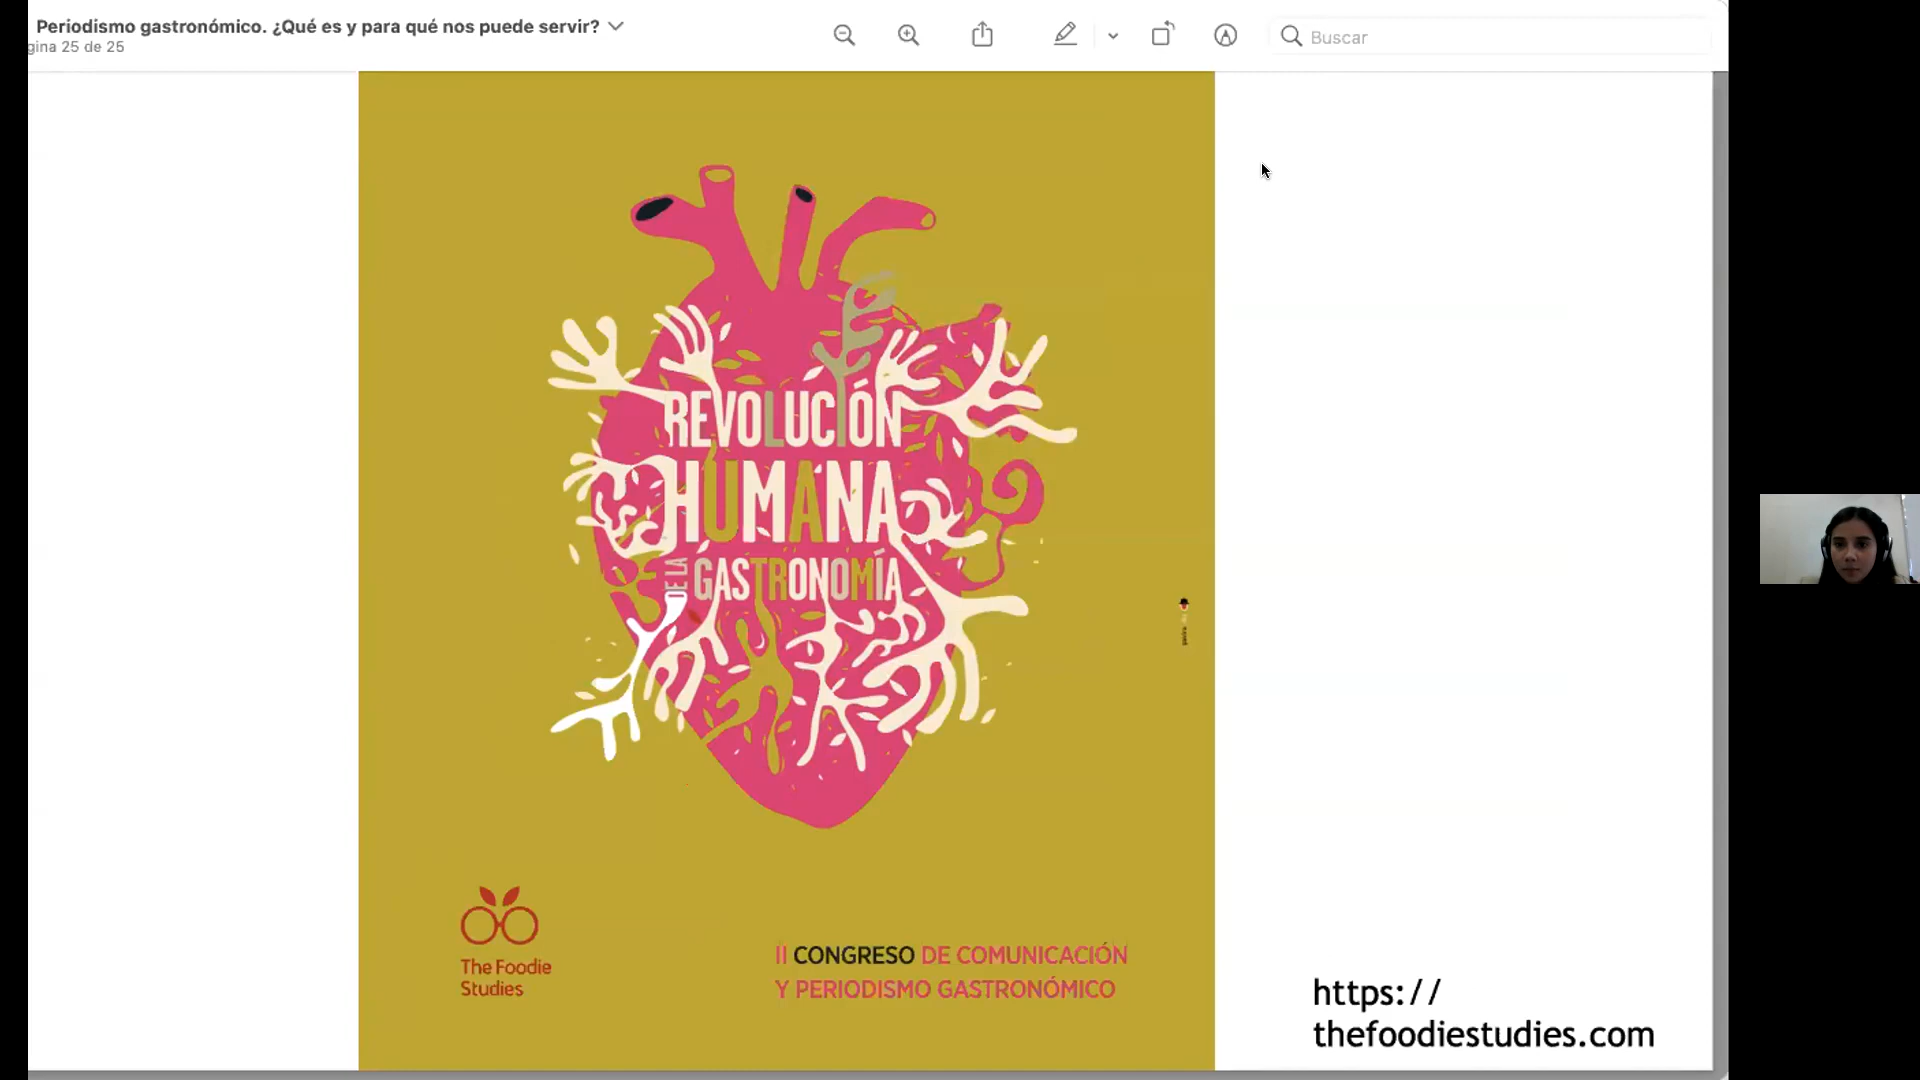 Periodismo gastronómico. ¿Qué es y para qué nos puede servir?
gina 25 de 25
Buscar
REVOLUCIÓN
HUMANA
DE LA GASTRONOMÍA
The Foodie
Studies
II CONGRESO DE COMUNICACIÓN
Y PERIODISMO GASTRONÓMICO
https://
thefoodiestudies.com